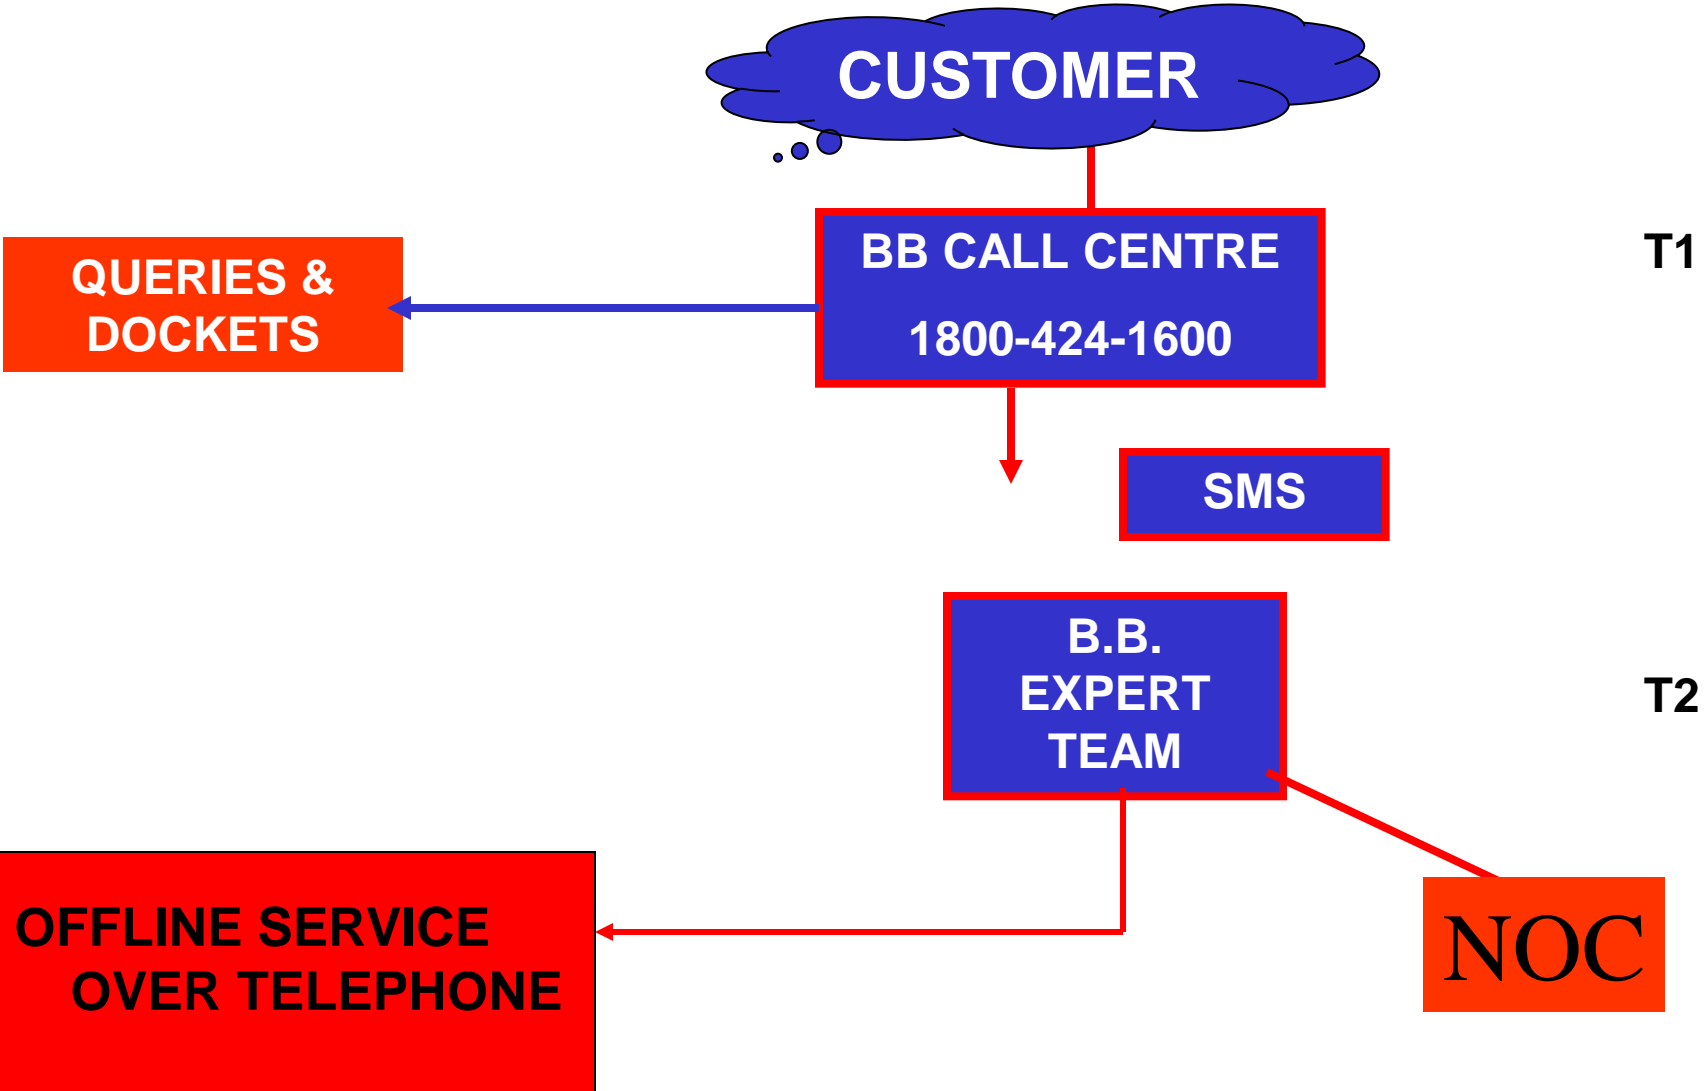 CUSTOMER
BB CALL CENTRE
1800-424-1600
T1
QUERIES &
DOCKETS
SMS
B.B.
EXPERT
TEAM
T2
OFFLINE SERVICE
OVER TELEPHONE
NOC